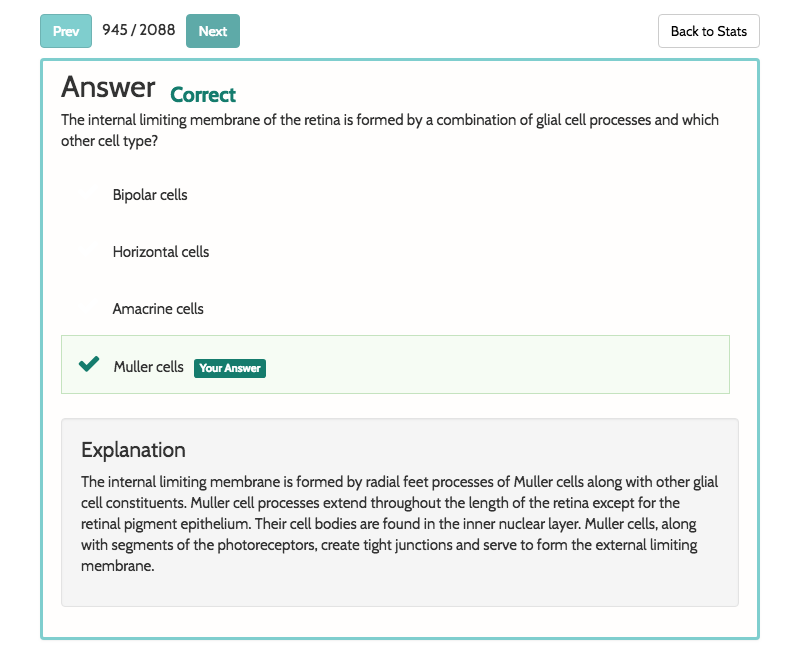 Prev 945 / 2088 Next Back to Stats
Answer Correct
The internal limiting membrane of the retina is formed by a combination of glial cell processes and which
other cell type?
Bipolar cells
Horizontal cells
Amacrine cells
Muller cells Your Answer
Explanation
The internal limiting membrane is formed by radial feet processes of Muller cells along with other glial
cell constituents. Muller cell processes extend throughout the length of the retina except for the
retinal pigment epithelium. Their cell bodies are found in the inner nuclear layer. Muller cells, along
with segments of the photoreceptors, create tight junctions and serve to form the external limiting
membrane.